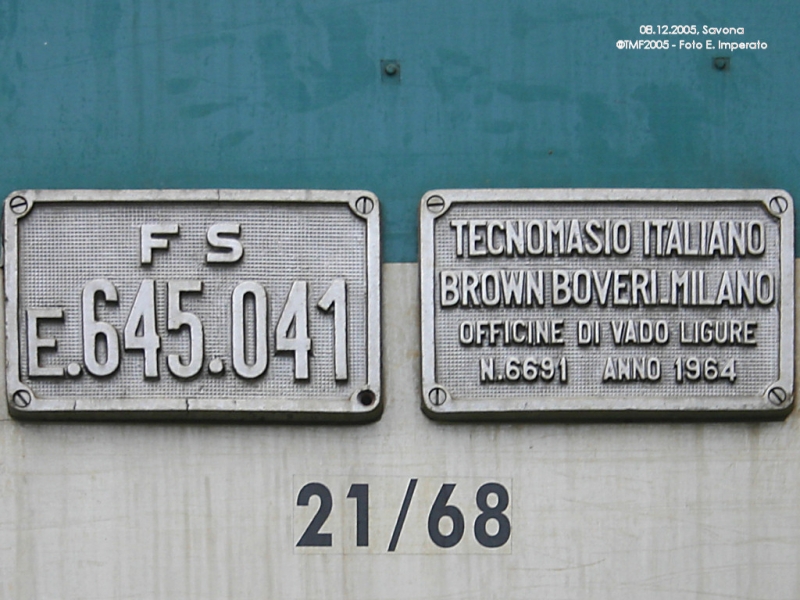 08.12.2005, Savona
©TMF2005 - Foto E. Imperato
FS
E.645.041
TECNOMASIO ITALIANO
BROWN BOVERI-MILANO
OFFICINE DI VADO LIGURE
N.6691 ANNO 1964
21/68